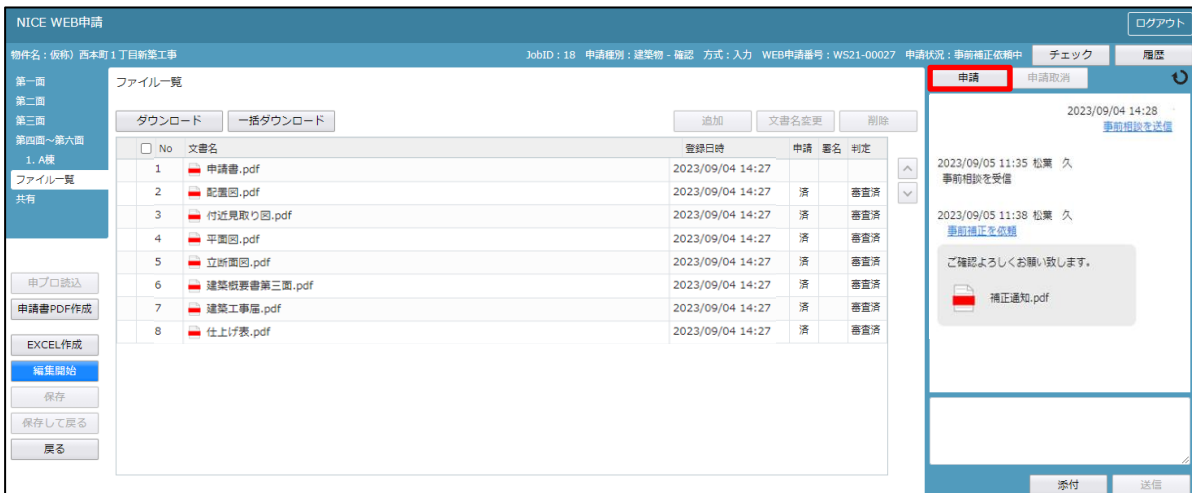 NICE WEB申請
ログアウト
物件名：仮称）西本町１丁目新築工事 JobID：18 申請種別：建築物 - 確認 方式：入力 WEB申請番号：WS21-00027 申請状況：事前補正依頼中 チェック 履歴
第一面
第二面
第三面
第四面～第六面
1. A棟
ファイル一覧
共有
申プロ読込
申請書PDF作成
EXCEL作成
編集開始
保存
保存して戻る
戻る
ファイル一覧
ダウンロード 一括ダウンロード 追加 文書名変更 削除
No 文書名 登録日時 申請 署名 判定
1 申請書.pdf 2023/09/04 14:27
2 配置図.pdf 2023/09/04 14:27 済 審査済
3 付近見取り図.pdf 2023/09/04 14:27 済 審査済
4 平面図.pdf 2023/09/04 14:27 済 審査済
5 立断面図.pdf 2023/09/04 14:27 済 審査済
6 建築概要書第三面.pdf 2023/09/04 14:27 済 審査済
7 建築工事届.pdf 2023/09/04 14:27 済 審査済
8 仕上げ表.pdf 2023/09/04 14:27 済 審査済
申請 申請取消
2023/09/04 14:28
事前相談を送信
2023/09/05 11:35 松葉 久
事前相談を受信
2023/09/05 11:38 松葉 久
事前補正を依頼
ご確認よろしくお願い致します。
補正通知.pdf
添付 送信